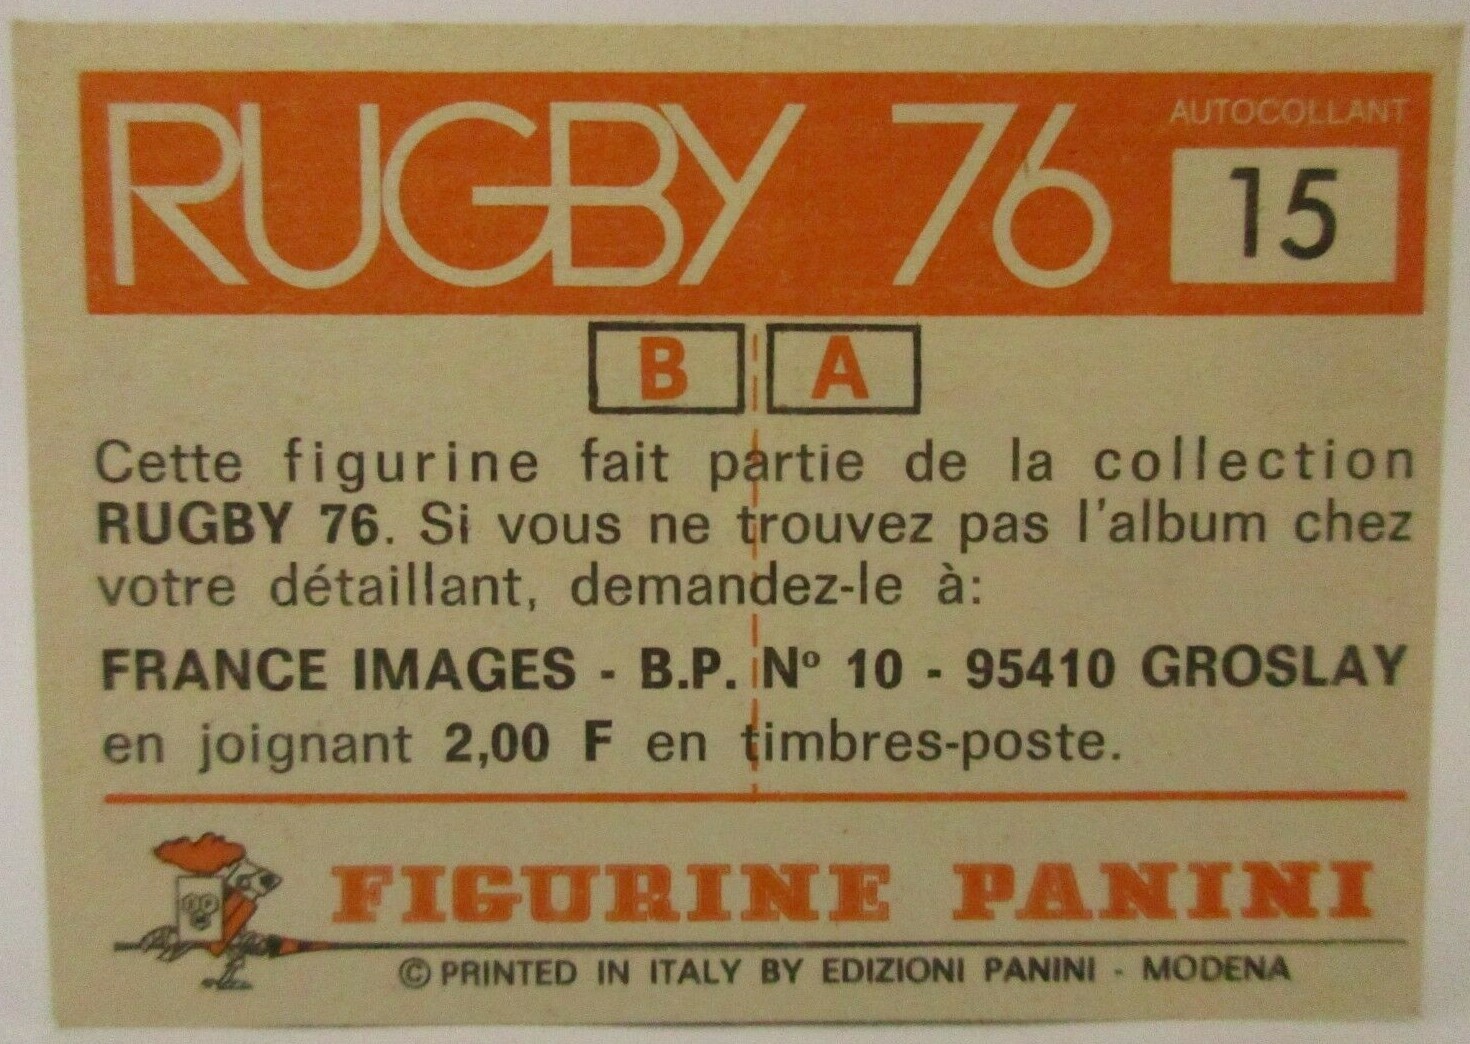 RUGBY 76
AUTOCOLLANT
15
B A
Cette figurine fait partie de la collection
RUGBY 76. Si vous ne trouvez pas l'album chez
votre détaillant, demandez-le à:
FRANCE IMAGES - B.P. Nº 10 - 95410 GROSLAY
en joignant 2,00 F en timbres-poste.
FIGURINE PANINI
© PRINTED IN ITALY BY EDIZIONI PANINI - MODENA